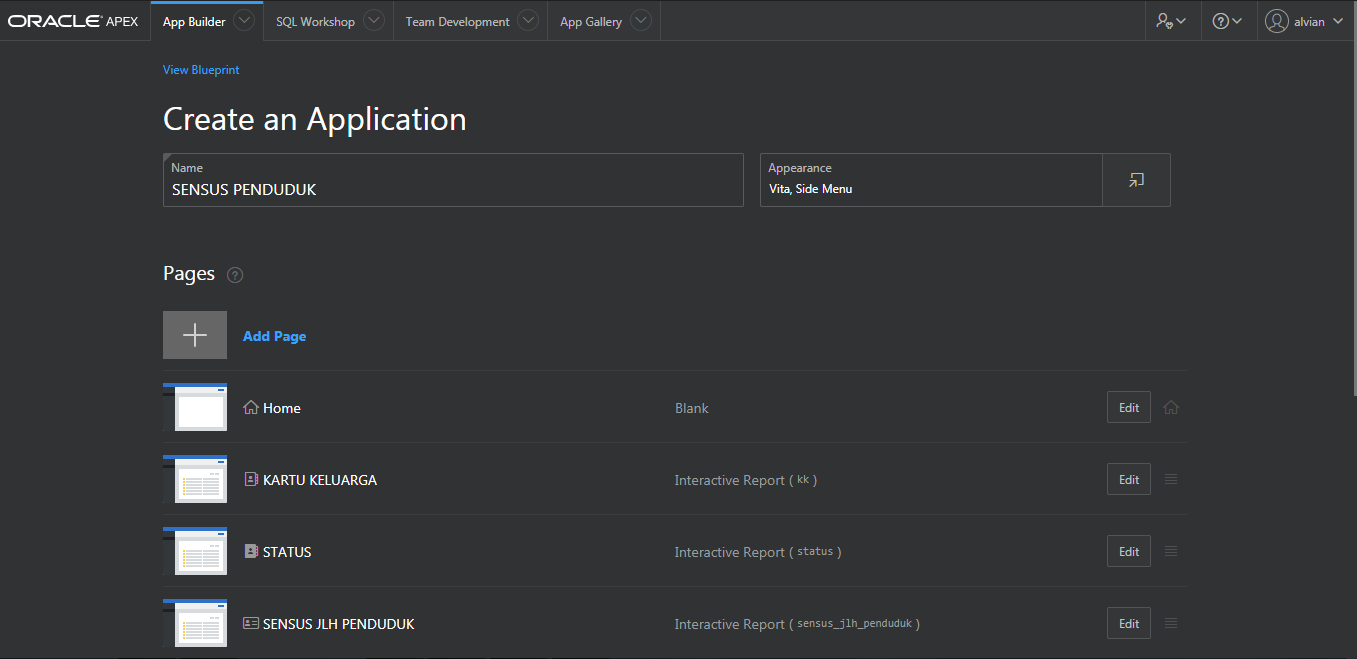 ORACLE APEX App Builder SQL Workshop Team Development App Gallery alvian
View Blueprint
Create an Application
Name
SENSUS PENDUDUK
Appearance
Vita, Side Menu
Pages ?
Add Page
Home Blank Edit
KARTU KELUARGA Interactive Report ( kk ) Edit
STATUS Interactive Report ( status ) Edit
SENSUS JLH PENDUDUK Interactive Report ( sensus_jlh_penduduk ) Edit